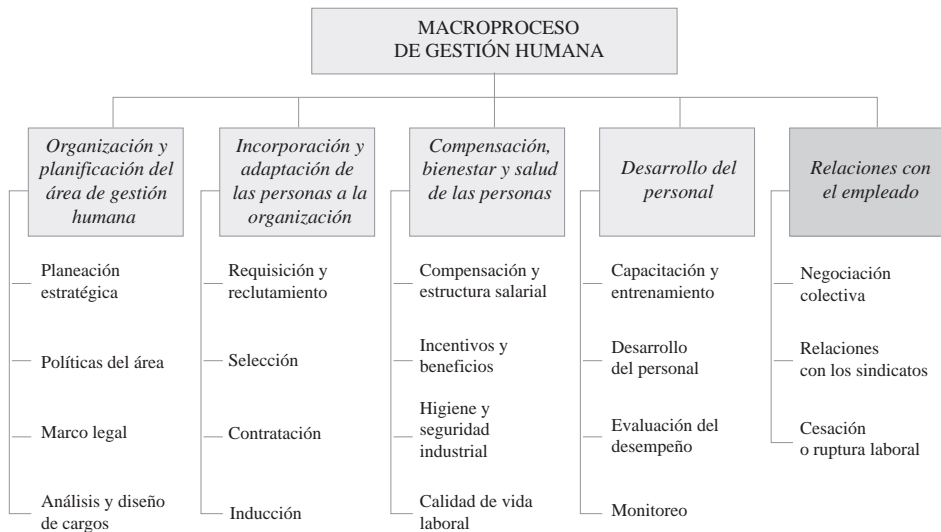 MACROPROCESO
DE GESTIÓN HUMANA
Organización y
planificación del
área de gestión
humana
Planeación
estratégica
Políticas del área
Marco legal
Análisis y diseño
de cargos
Incorporación y
adaptación de
las personas a la
organización
Requisición y
reclutamiento
Selección
Contratación
Inducción
Compensación,
bienestar y salud
de las personas
Compensación y
estructura salarial
Incentivos y
beneficios
Higiene y
seguridad
industrial
Calidad de vida
laboral
Desarrollo del
personal
Capacitación y
entrenamiento
Desarrollo
del personal
Evaluación del
desempeño
Monitoreo
Relaciones con
el empleado
Negociación
colectiva
Relaciones
con los sindicatos
Cesación
o ruptura laboral